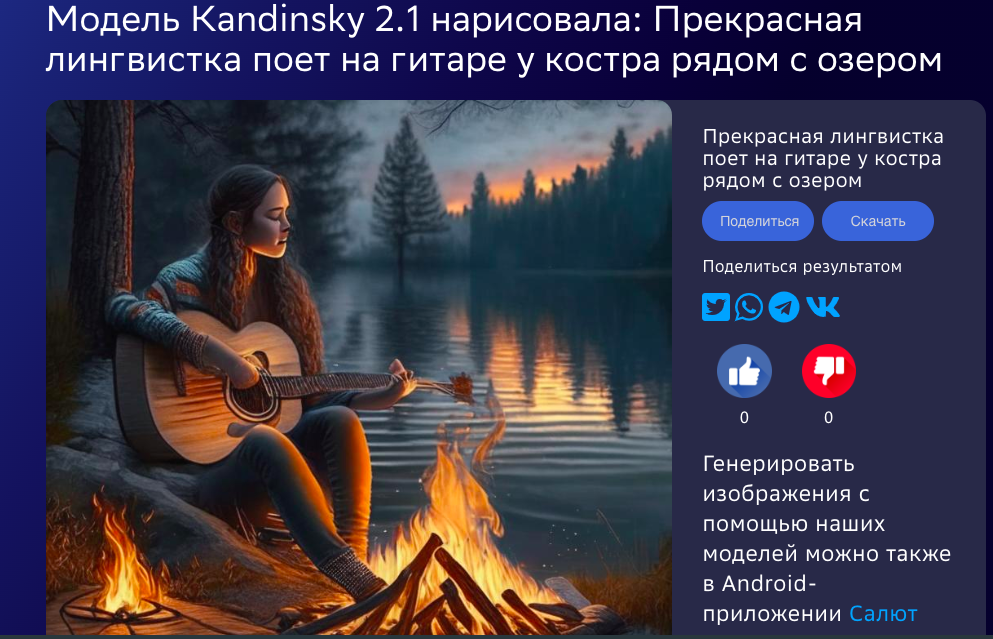 Модель Kandinsky 2.1 нарисовала: Прекрасная
лингвистка поет на гитаре у костра рядом с озером
Прекрасная лингвистка
поет на гитаре у костра
рядом с озером
Поделиться
Скачать
Поделиться результатом
0
0
Генерировать
изображения с
помощью наших
моделей можно также
в Android-
приложении Салют